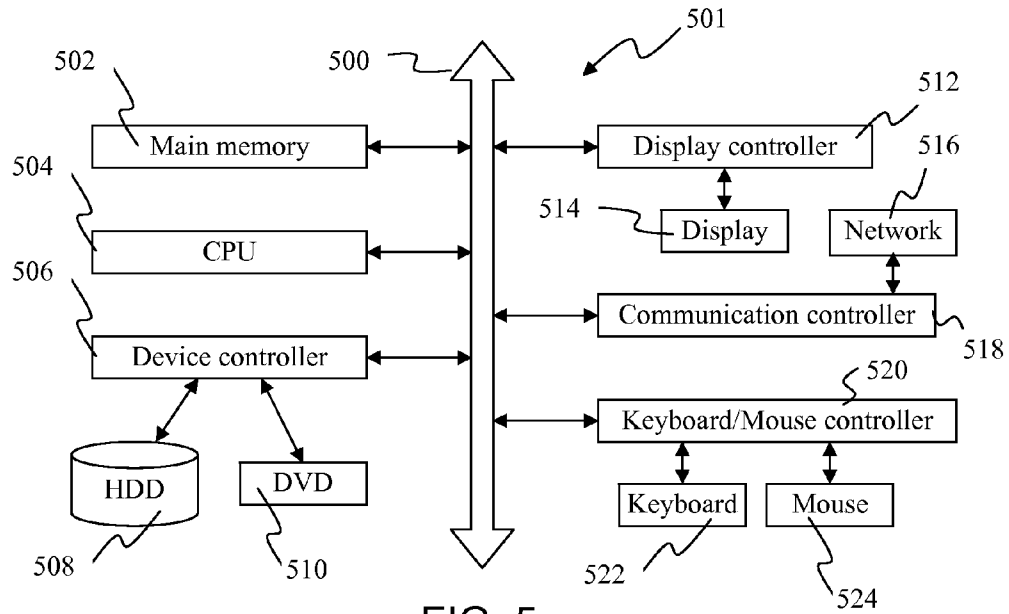 501
502
500
512
Main memory
Display controller
516
504
514
Display
Network
CPU
506
Communication controller
518
Device controller
520
Keyboard/Mouse controller
HDD
DVD
Keyboard
Mouse
508
510
522
524
FIG. 5